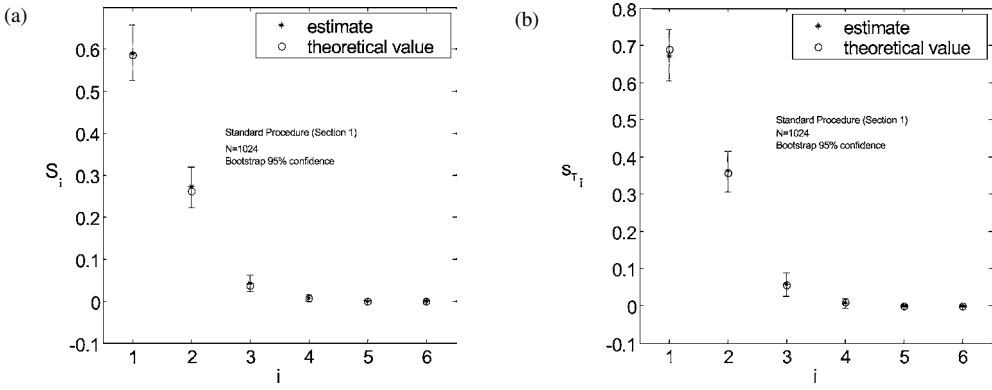 (a)
estimate
theoretical value
0.6
0.5
0.4
0.3
0.2
0.1
0
-0.1
S i
Standard Procedure (Section 1)
N=1024
Bootstrap 95% confidence
1 2 3 4 5 6
i
(b)
estimate
theoretical value
0.8
0.7
0.6
0.5
0.4
0.3
0.2
0.1
0
-0.1
S T i
Standard Procedure (Section 1)
N=1024
Bootstrap 95% confidence
1 2 3 4 5 6
i